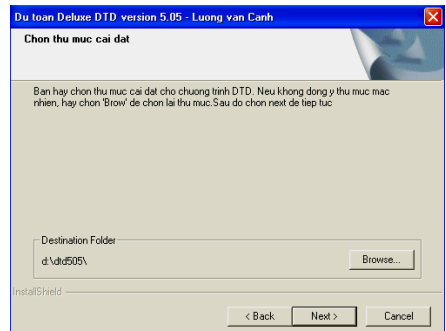 Du toan Deluxe DTD version 5.05 - Luong van Canh
Chon thu muc cai dat
Ban hay chon thu muc cai dat cho chuong trinh DTD. Neu khong dong y thu muc mac
nhien, hay chon 'Brow' de chon lai thu muc.Sau do chon next de tiep tuc
Destination Folder
d:\dtd505\
Browse...
InstallShield
< Back
Next >
Cancel